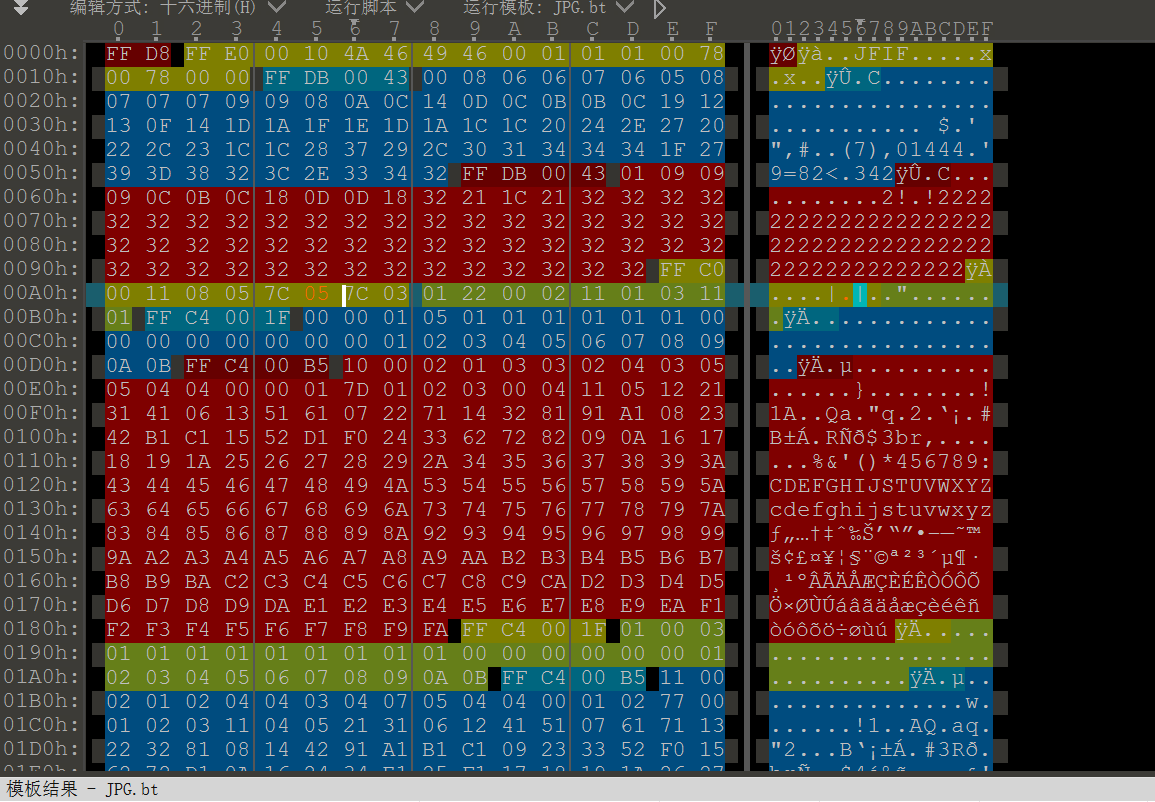 编辑方式: 十六进制(H) 运行脚本 运行模板: JPG.bt
0 1 2 3 4 5 6 7 8 9 A B C D E F 0123456789ABCDEF
0000h: FF D8 FF E0 00 10 4A 46 49 46 00 01 01 01 00 78 ÿØÿà..JFIF.....x
0010h: 00 78 00 00 FF DB 00 43 00 08 06 06 07 06 05 08 .x..ÿÛ.C........
0020h: 07 07 07 09 09 08 0A 0C 14 0D 0C 0B 0B 0C 19 12 ................
0030h: 13 0F 14 1D 1A 1F 1E 1D 1A 1C 1C 20 24 2E 27 20 ........... $.' 
0040h: 22 2C 23 1C 1C 28 37 29 2C 30 31 34 34 34 1F 27 ",#..(7),01444.'
0050h: 39 3D 38 32 3C 2E 33 34 32 FF DB 00 43 01 09 09 9=82<.342ÿÛ.C...
0060h: 09 0C 0B 0C 18 0D 0D 18 32 21 1C 21 32 32 32 32 ........2!.!2222
0070h: 32 32 32 32 32 32 32 32 32 32 32 32 32 32 32 32 2222222222222222
0080h: 32 32 32 32 32 32 32 32 32 32 32 32 32 32 32 32 2222222222222222
0090h: 32 32 32 32 32 32 32 32 32 32 32 32 32 32 FF C0 22222222222222ÿÀ
00A0h: 00 11 08 05 7C 05 7C 03 01 22 00 02 11 01 03 11 ....|.|.."......
00B0h: 01 FF C4 00 1F 00 00 01 05 01 01 01 01 01 01 00 .ÿÄ.............
00C0h: 00 00 00 00 00 00 00 01 02 03 04 05 06 07 08 09 ................
00D0h: 0A 0B FF C4 00 B5 10 00 02 01 03 03 02 04 03 05 ..ÿÄ.µ..........
00E0h: 05 04 04 00 00 01 7D 01 02 03 00 04 11 05 12 21 ......}........!
00F0h: 31 41 06 13 51 61 07 22 71 14 32 81 91 A1 08 23 1A..Qa."q.2.‘¡.#
0100h: 42 B1 C1 15 52 D1 F0 24 33 62 72 82 09 0A 16 17 B±Á.RÑð$3br‚....
0110h: 18 19 1A 25 26 27 28 29 2A 34 35 36 37 38 39 3A ...%&'()*456789:
0120h: 43 44 45 46 47 48 49 4A 53 54 55 56 57 58 59 5A CDEFGHIJSTUVWXYZ
0130h: 63 64 65 66 67 68 69 6A 73 74 75 76 77 78 79 7A cdefghijstuvwxyz
0140h: 83 84 85 86 87 88 89 8A 92 93 94 95 96 97 98 99 ƒ„…†‡ˆ‰Š’“”•–—˜™
0150h: 9A A2 A3 A4 A5 A6 A7 A8 A9 AA B2 B3 B4 B5 B6 B7 š¢£¤¥¦§¨©ª²³´µ¶·
0160h: B8 B9 BA C2 C3 C4 C5 C6 C7 C8 C9 CA D2 D3 D4 D5 ¸¹ºÂÃÄÅÆÇÈÉÊÒÓÔÕ
0170h: D6 D7 D8 D9 DA E1 E2 E3 E4 E5 E6 E7 E8 E9 EA F1 Ö×ØÙÚáâãäåæçèéêñ
0180h: F2 F3 F4 F5 F6 F7 F8 F9 FA FF C4 00 1F 01 00 03 òóôõö÷øùúÿÄ.....
0190h: 01 01 01 01 01 01 01 01 01 00 00 00 00 00 00 01 ................
01A0h: 02 03 04 05 06 07 08 09 0A 0B FF C4 00 B5 11 00 ..........ÿÄ.µ..
01B0h: 02 01 02 04 04 03 04 07 05 04 04 00 01 02 77 00 ..............w.
01C0h: 01 02 03 11 04 05 21 31 06 12 41 51 07 61 71 13 ......!1..AQ.aq.
01D0h: 22 32 81 08 14 42 91 A1 B1 C1 09 23 33 52 F0 15 "2...B‘¡±Á.#3Rð.
模板结果 - JPG.bt